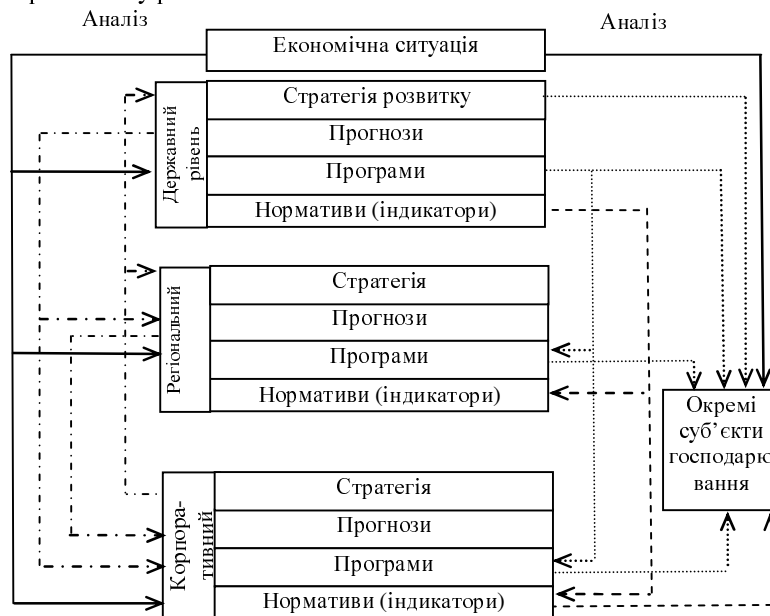 Аналіз
Аналіз
Економічна ситуація
Державний
рівень
Стратегія розвитку
Прогнози
Програми
Нормативи (індикатори)
Регіональний
Стратегія
Прогнози
Програми
Нормативи (індикатори)
Окремі
суб’єкти
господарю
вання
Корпора-
тивний
Стратегія
Прогнози
Програми
Нормативи (індикатори)